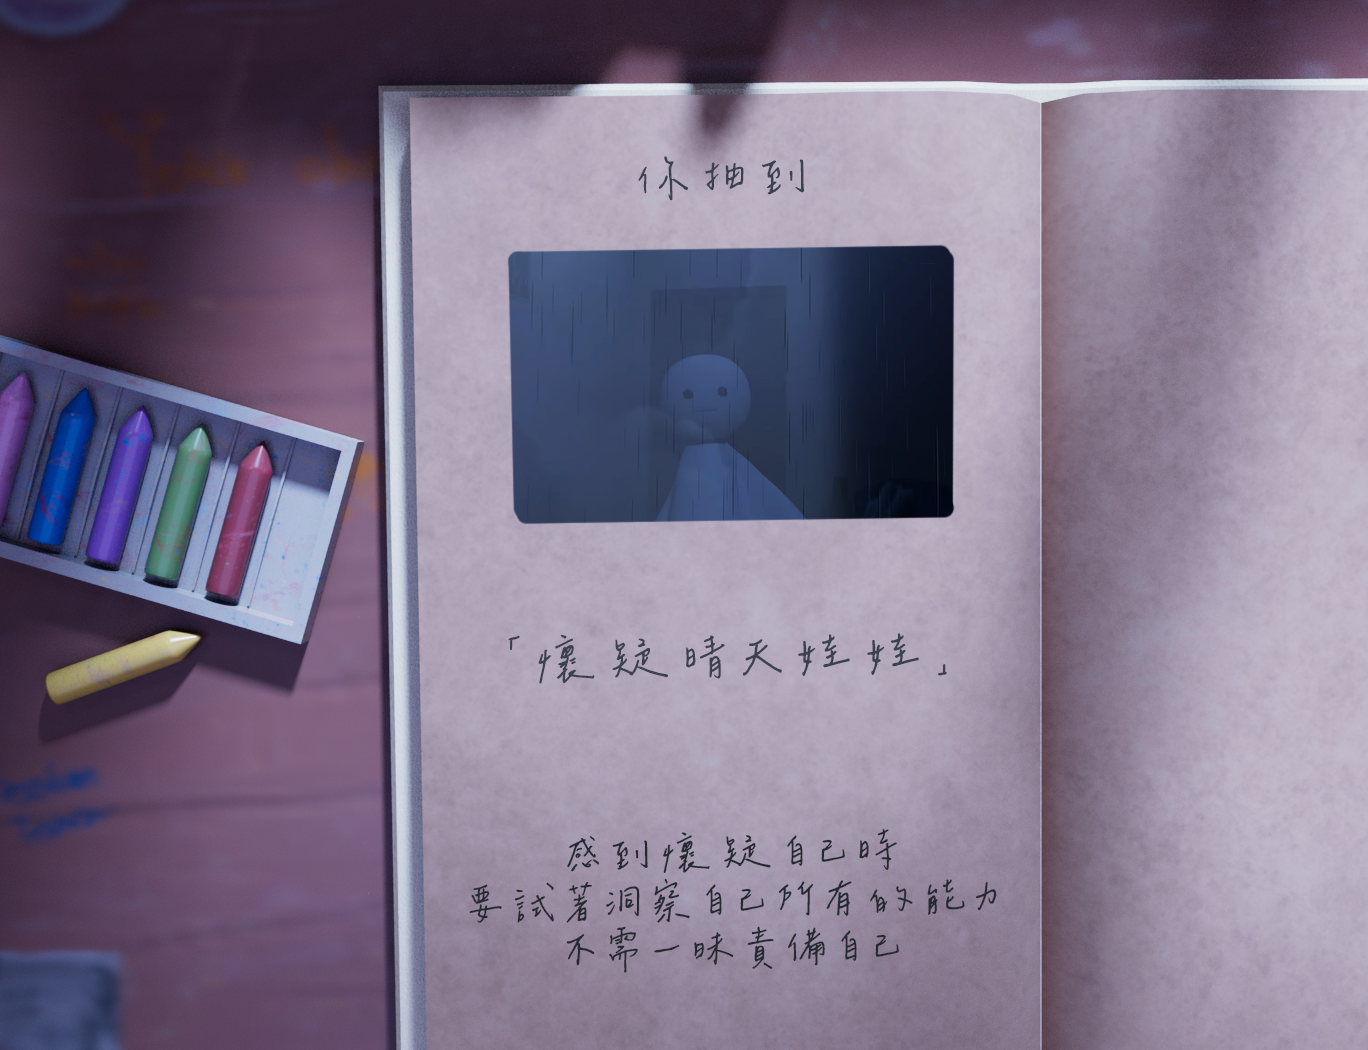 你抽到
「懷疑晴天娃娃」
感到懷疑自己時
要試著洞察自己所有的能力
不需一昧責備自己